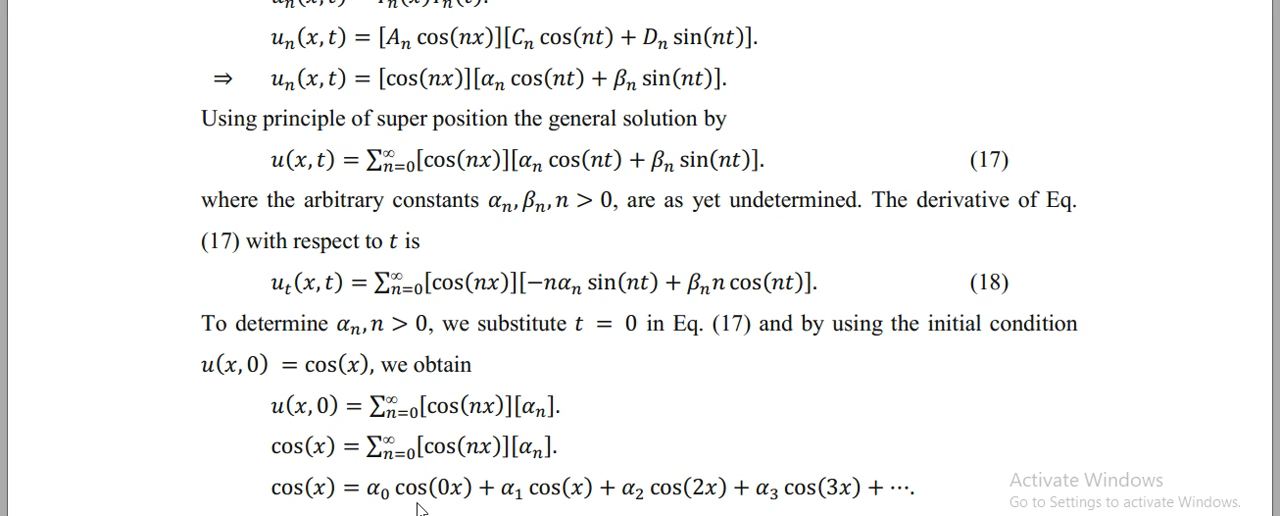 uₙ(x, t) = [Aₙ cos(nx)][Cₙ cos(nt) + Dₙ sin(nt)].
⇒ uₙ(x, t) = [cos(nx)][αₙ cos(nt) + βₙ sin(nt)].
Using principle of super position the general solution by
u(x, t) = ∑ₙ₌₀^∞[cos(nx)][αₙ cos(nt) + βₙ sin(nt)]. (17)
where the arbitrary constants αₙ, βₙ, n > 0, are as yet undetermined. The derivative of Eq.
(17) with respect to t is
uₜ(x, t) = ∑ₙ₌₀^∞[cos(nx)][−nαₙ sin(nt) + βₙn cos(nt)]. (18)
To determine αₙ, n > 0, we substitute t = 0 in Eq. (17) and by using the initial condition
u(x, 0) = cos(x), we obtain
u(x, 0) = ∑ₙ₌₀^∞[cos(nx)][αₙ].
cos(x) = ∑ₙ₌₀^∞[cos(nx)][αₙ].
cos(x) = α₀ cos(0x) + α₁ cos(x) + α₂ cos(2x) + α₃ cos(3x) + ⋯.
Activate Windows
Go to Settings to activate Windows.